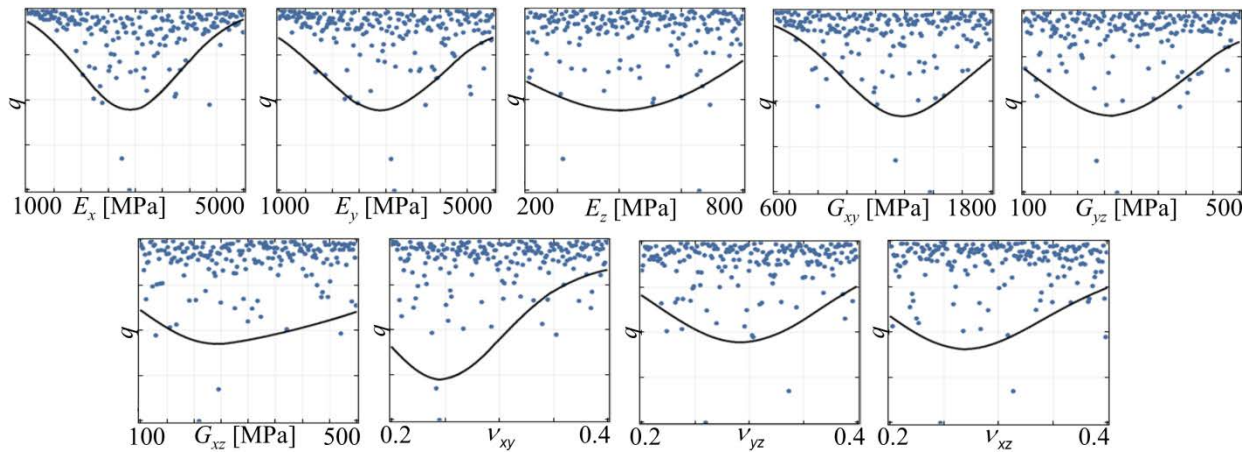 q q q q q
1000 E_x [MPa] 5000 1000 E_y [MPa] 5000 200 E_z [MPa] 800 600 G_xy [MPa] 1800 100 G_yz [MPa] 500
q q q q
100 G_xz [MPa] 500 0.2 ν_xy 0.4 0.2 ν_yz 0.4 0.2 ν_xz 0.4